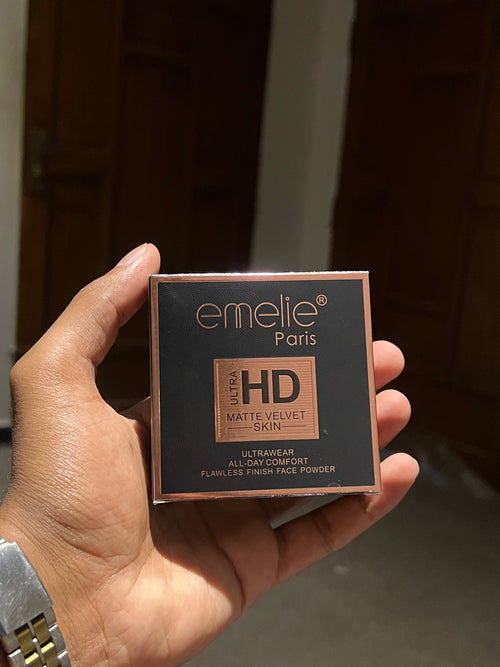 emelie®
Paris
ULTRA
HD
MATTE VELVET
SKIN
ULTRAWEAR
ALL-DAY COMFORT
FLAWLESS FINISH FACE POWDER